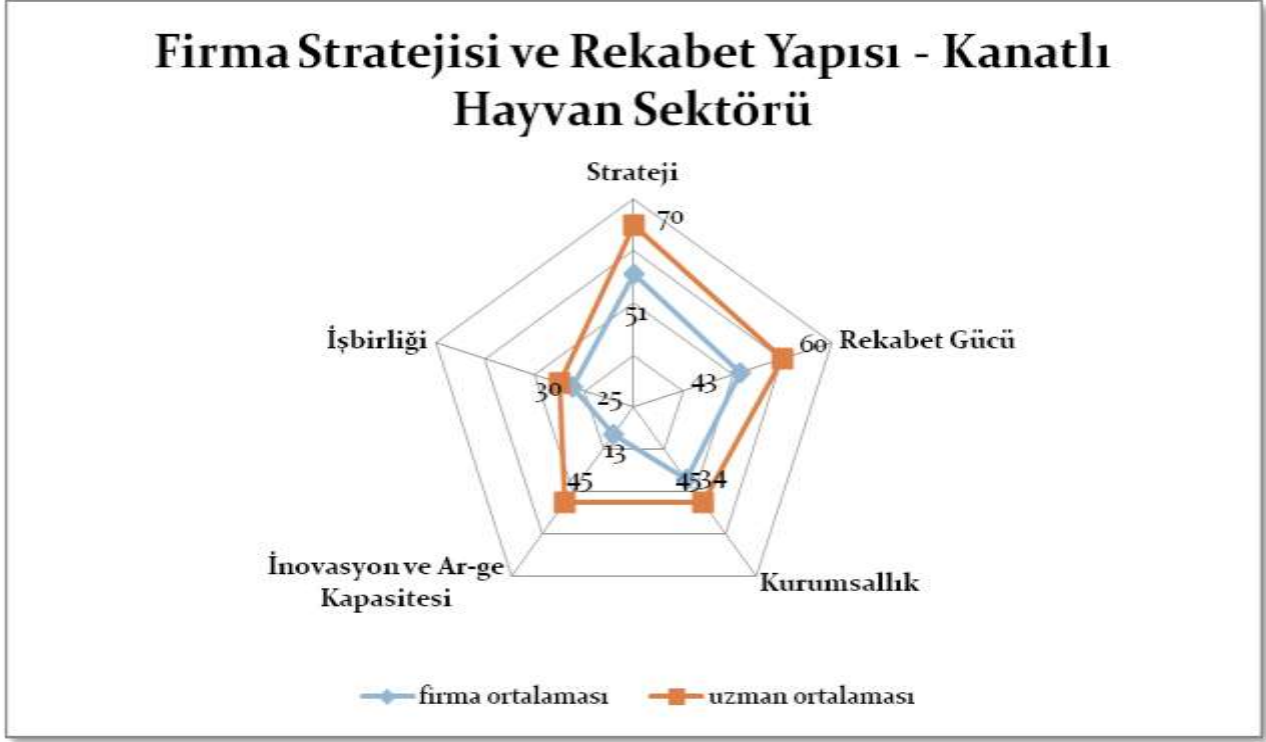 Firma Stratejisi ve Rekabet Yapısı - Kanatlı
Hayvan Sektörü
Strateji
70
51
Rekabet Gücü
60
43
İşbirliği
30
25
13
45
45
34
İnovasyon ve Ar-ge
Kapasitesi
Kurumsallık
firma ortalaması
uzman ortalaması